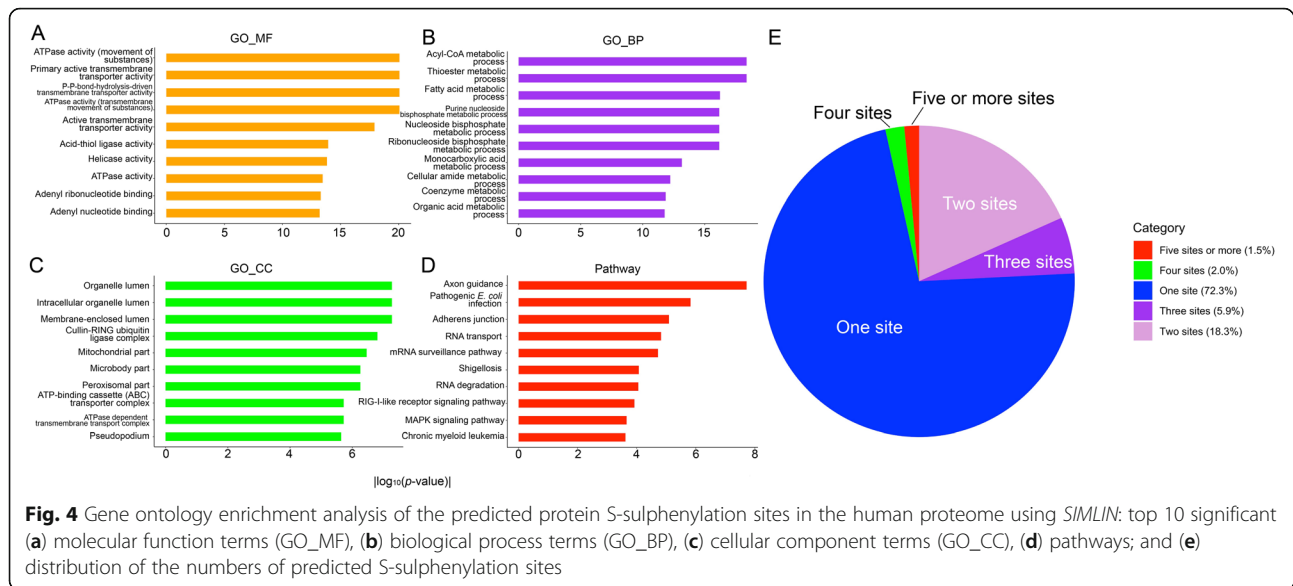 A
GO_MF
ATPase activity (movement of
substances)
Primary active transmembrane
transporter activity
P-P-bond-hydrolysis-driven
transmembrane transporter activity
ATPase activity (transmembrane
movement of substances)
Active transmembrane
transporter activity
Acid-thiol ligase activity
Helicase activity
ATPase activity
Adenyl ribonucleotide binding
Adenyl nucleotide binding
0 5 10 15 20
B
GO_BP
Acyl-CoA metabolic
process
Thioester metabolic
process
Fatty acid metabolic
process
Purine nucleoside
bisphosphate metabolic process
Nucleoside bisphosphate
metabolic process
Ribonucleoside bisphosphate
metabolic process
Monocarboxylic acid
metabolic process
Cellular amide metabolic
process
Coenzyme metabolic
process
Organic acid metabolic
process
0 5 10 15
C
GO_CC
Organelle lumen
Intracellular organelle lumen
Membrane-enclosed lumen
Cullin-RING ubiquitin
ligase complex
Mitochondrial part
Microbody part
Peroxisomal part
ATP-binding cassette (ABC)
transporter complex
ATPase dependent
transmembrane transport complex
Pseudopodium
0 2 4 6
D
Pathway
Axon guidance
Pathogenic E. coli
infection
Adherens junction
RNA transport
mRNA surveillance pathway
Shigellosis
RNA degradation
RIG-I-like receptor signaling pathway
MAPK signaling pathway
Chronic myeloid leukemia
0 2 4 6 8
|log₁₀(p-value)|
E
Five or more sites
Four sites
Two sites
Three sites
One site
Category
Five sites or more (1.5%)
Four sites (2.0%)
One site (72.3%)
Three sites (5.9%)
Two sites (18.3%)
Fig. 4 Gene ontology enrichment analysis of the predicted protein S-sulphenylation sites in the human proteome using SIMLIN: top 10 significant
(a) molecular function terms (GO_MF), (b) biological process terms (GO_BP), (c) cellular component terms (GO_CC), (d) pathways; and (e)
distribution of the numbers of predicted S-sulphenylation sites